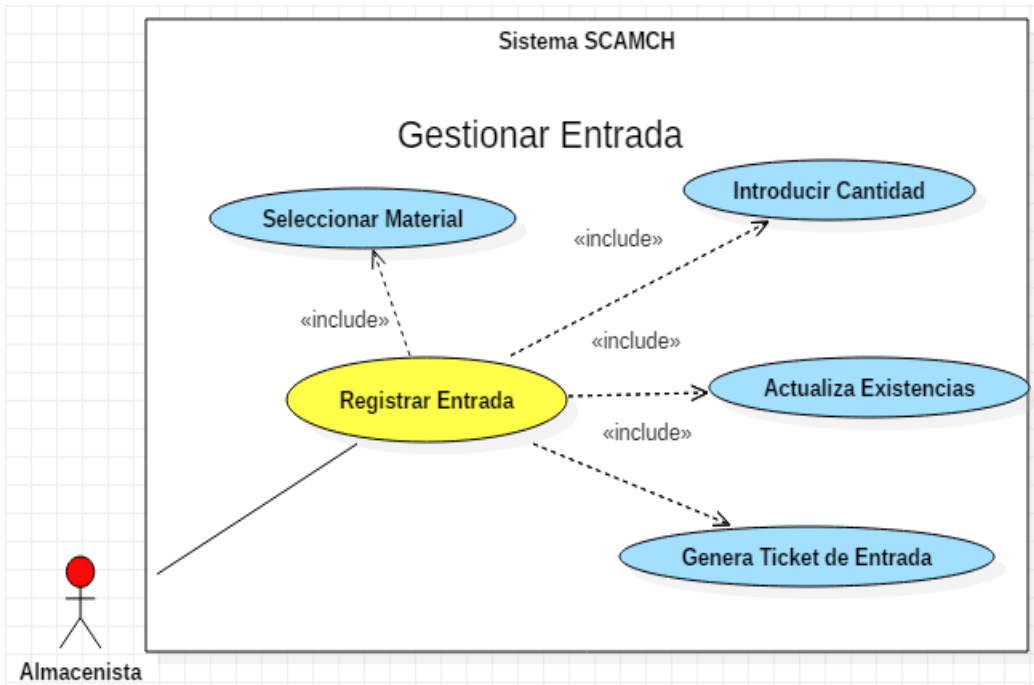 Sistema SCAMCH
Gestionar Entrada
Introducir Cantidad
Seleccionar Material
«include»
«include»
«include»
Actualiza Existencias
Registrar Entrada
«include»
Genera Ticket de Entrada
Almacenista